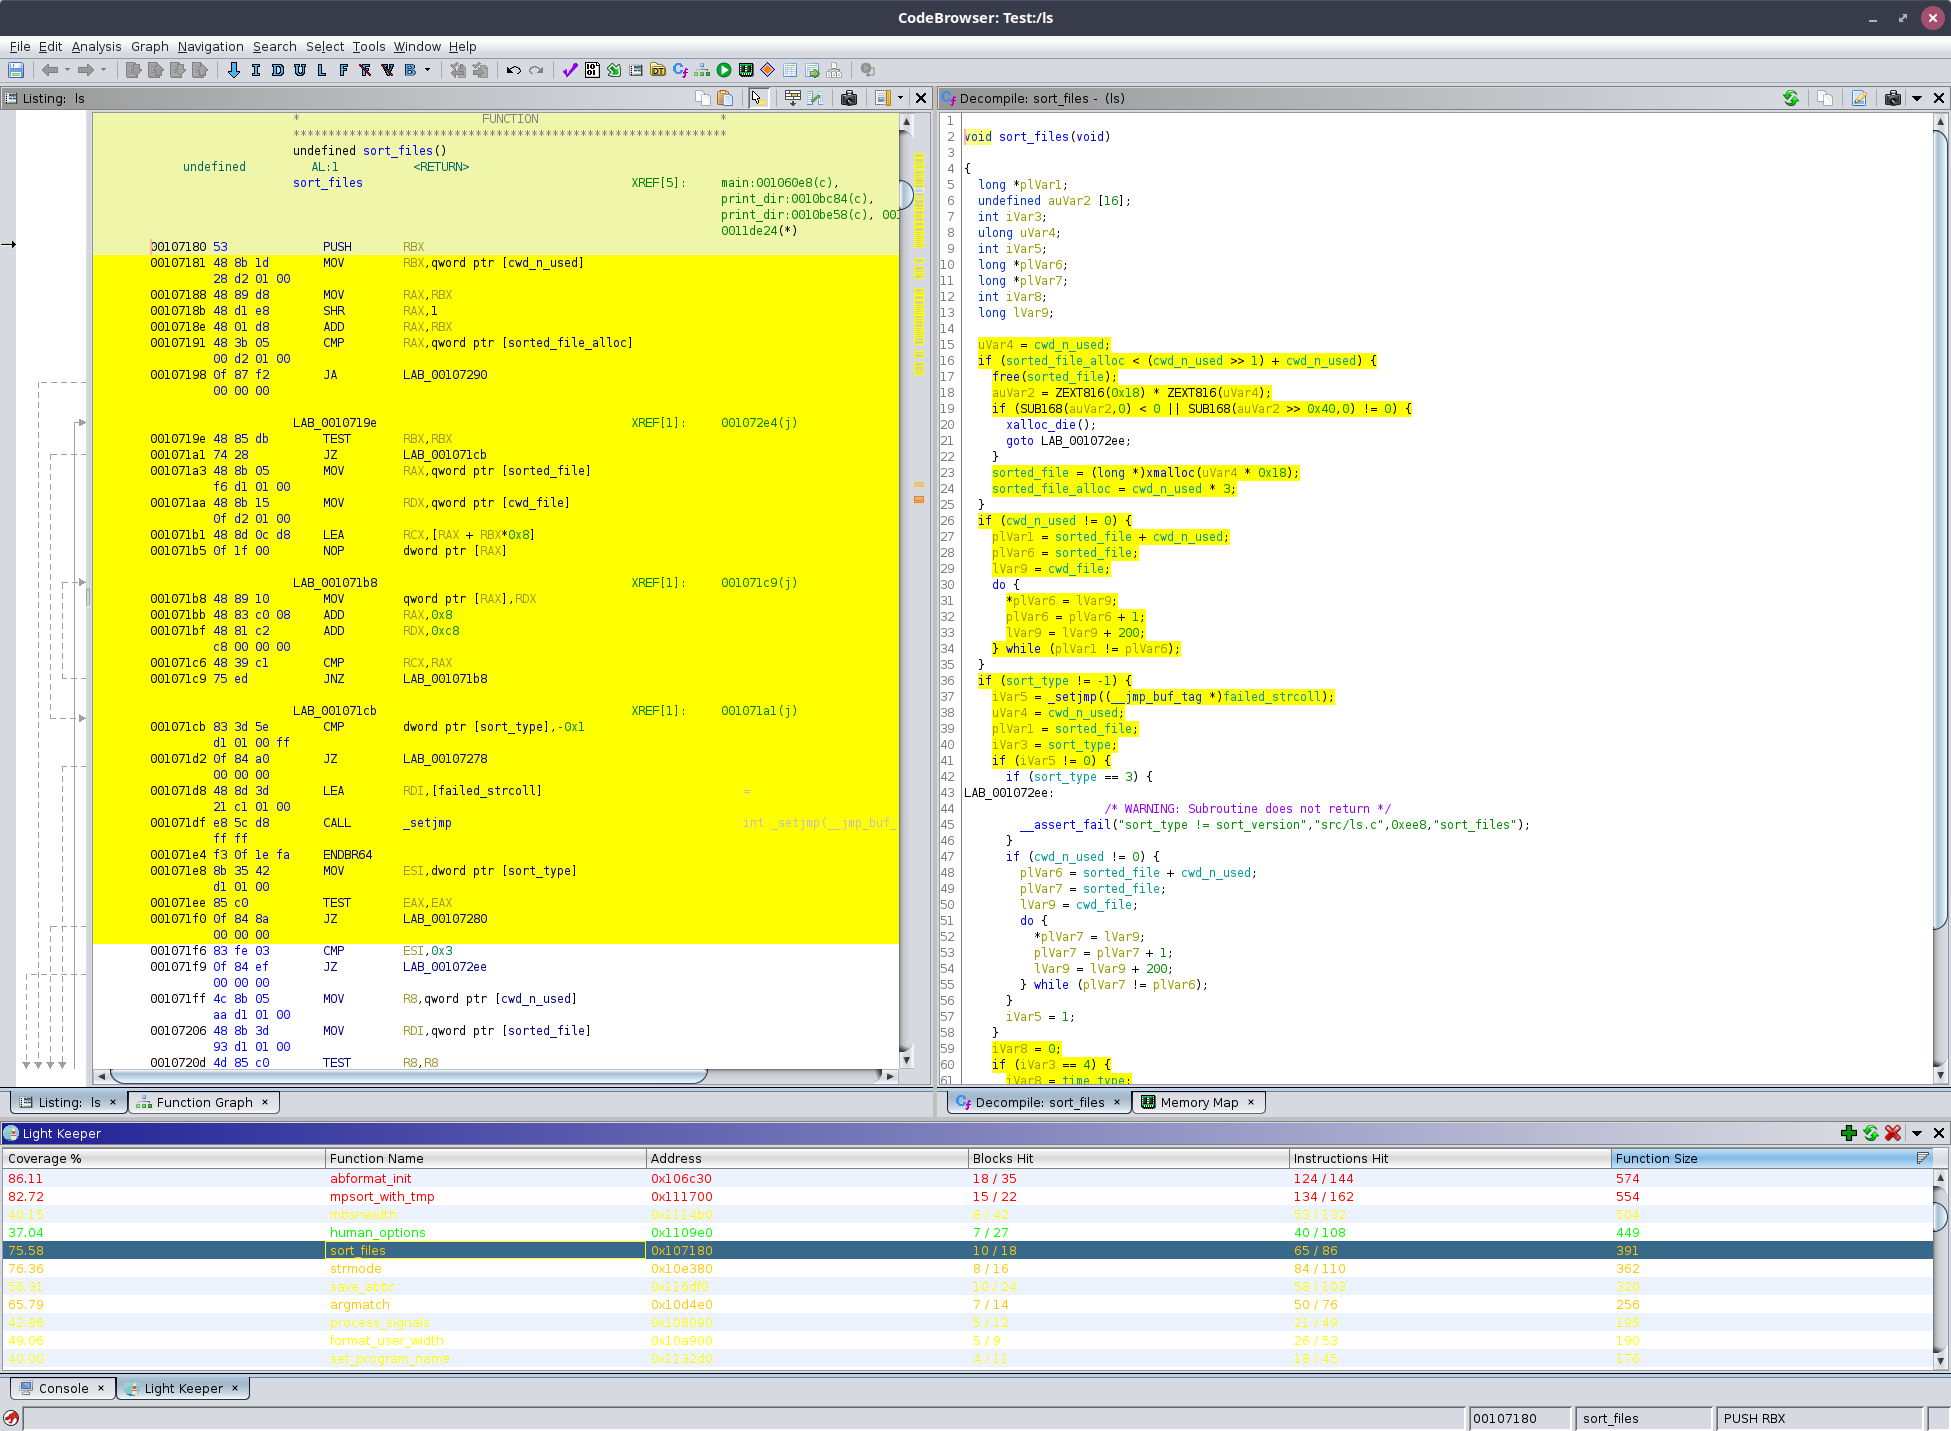 CodeBrowser: Test:/ls
File Edit Analysis Graph Navigation Search Select Tools Window Help
I D U L F R V B
Listing: ls
* FUNCTION *
**************************************************************
undefined sort_files()
undefined AL:1 <RETURN>
sort_files XREF[5]: main:001060e8(c),
print_dir:0010bc84(c),
print_dir:0010be58(c), 001
0011de24(*)
00107180 53 PUSH RBX
00107181 48 8b 1d MOV RBX,qword ptr [cwd_n_used]
28 d2 01 00
00107188 48 89 d8 MOV RAX,RBX
0010718b 48 d1 e8 SHR RAX,1
0010718e 48 01 d8 ADD RAX,RBX
00107191 48 3b 05 CMP RAX,qword ptr [sorted_file_alloc]
00 d2 01 00
00107198 0f 87 f2 JA LAB_00107290
00 00 00
LAB_0010719e XREF[1]: 001072e4(j)
0010719e 48 85 db TEST RBX,RBX
001071a1 74 28 JZ LAB_001071cb
001071a3 48 8b 05 MOV RAX,qword ptr [sorted_file]
f6 d1 01 00
001071aa 48 8b 15 MOV RDX,qword ptr [cwd_file]
0f d2 01 00
001071b1 48 8d 0c d8 LEA RCX,[RAX + RBX*0x8]
001071b5 0f 1f 00 NOP dword ptr [RAX]
LAB_001071b8 XREF[1]: 001071c9(j)
001071b8 48 89 10 MOV qword ptr [RAX],RDX
001071bb 48 83 c0 08 ADD RAX,0x8
001071bf 48 81 c2 ADD RDX,0xc8
c8 00 00 00
001071c6 48 39 c1 CMP RCX,RAX
001071c9 75 ed JNZ LAB_001071b8
LAB_001071cb XREF[1]: 001071a1(j)
001071cb 83 3d 5e CMP dword ptr [sort_type],-0x1
d1 01 00 ff
001071d2 0f 84 a0 JZ LAB_00107278
00 00 00
001071d8 48 8d 3d LEA RDI,[failed_strcoll] =
21 c1 01 00
001071df e8 5c d8 CALL _setjmp int _setjmp(__jmp_buf_
ff ff
001071e4 f3 0f 1e fa ENDBR64
001071e8 8b 35 42 MOV ESI,dword ptr [sort_type]
d1 01 00
001071ee 85 c0 TEST EAX,EAX
001071f0 0f 84 8a JZ LAB_00107280
00 00 00
001071f6 83 fe 03 CMP ESI,0x3
001071f9 0f 84 ef JZ LAB_001072ee
00 00 00
001071ff 4c 8b 05 MOV R8,qword ptr [cwd_n_used]
aa d1 01 00
00107206 48 8b 3d MOV RDI,qword ptr [sorted_file]
93 d1 01 00
0010720d 4d 85 c0 TEST R8,R8
Listing: ls × Function Graph ×
Decompile: sort_files - (ls)
1
2 void sort_files(void)
3
4 {
5 long *plVar1;
6 undefined auVar2 [16];
7 int iVar3;
8 ulong uVar4;
9 int iVar5;
10 long *plVar6;
11 long *plVar7;
12 int iVar8;
13 long lVar9;
14
15 uVar4 = cwd_n_used;
16 if (sorted_file_alloc < (cwd_n_used >> 1) + cwd_n_used) {
17 free(sorted_file);
18 auVar2 = ZEXT816(0x18) * ZEXT816(uVar4);
19 if (SUB168(auVar2,0) < 0 || SUB168(auVar2 >> 0x40,0) != 0) {
20 xalloc_die();
21 goto LAB_001072ee;
22 }
23 sorted_file = (long *)xmalloc(uVar4 * 0x18);
24 sorted_file_alloc = cwd_n_used * 3;
25 }
26 if (cwd_n_used != 0) {
27 plVar1 = sorted_file + cwd_n_used;
28 plVar6 = sorted_file;
29 lVar9 = cwd_file;
30 do {
31 *plVar6 = lVar9;
32 plVar6 = plVar6 + 1;
33 lVar9 = lVar9 + 200;
34 } while (plVar1 != plVar6);
35 }
36 if (sort_type != -1) {
37 iVar5 = _setjmp((__jmp_buf_tag *)failed_strcoll);
38 uVar4 = cwd_n_used;
39 plVar1 = sorted_file;
40 iVar3 = sort_type;
41 if (iVar5 != 0) {
42 if (sort_type == 3) {
43 LAB_001072ee:
44 /* WARNING: Subroutine does not return */
45 __assert_fail("sort_type != sort_version","src/ls.c",0xee8,"sort_files");
46 }
47 if (cwd_n_used != 0) {
48 plVar6 = sorted_file + cwd_n_used;
49 plVar7 = sorted_file;
50 lVar9 = cwd_file;
51 do {
52 *plVar7 = lVar9;
53 plVar7 = plVar7 + 1;
54 lVar9 = lVar9 + 200;
55 } while (plVar7 != plVar6);
56 }
57 iVar5 = 1;
58 }
59 iVar8 = 0;
60 if (iVar3 == 4) {
61 iVar8 = time_type;
Decompile: sort_files × Memory Map ×
Light Keeper
Coverage % Function Name Address Blocks Hit Instructions Hit Function Size
86.11 abformat_init 0x106c30 18 / 35 124 / 144 574
82.72 mpsort_with_tmp 0x111700 15 / 22 134 / 162 554
40.15 mbsnwidth 0x1114b0 8 / 42 53 / 132 504
37.04 human_options 0x1109e0 7 / 27 40 / 108 449
75.58 sort_files 0x107180 10 / 18 65 / 86 391
76.36 strmode 0x10e380 8 / 16 84 / 110 362
56.31 save_abbr 0x116df0 10 / 24 58 / 103 320
65.79 argmatch 0x10d4e0 7 / 14 50 / 76 256
42.86 process_signals 0x108090 5 / 12 21 / 49 195
49.06 format_user_width 0x10a900 5 / 9 26 / 53 190
40.00 set_program_name 0x1132d0 4 / 11 18 / 45 176
Console × Light Keeper ×
00107180 sort_files PUSH RBX